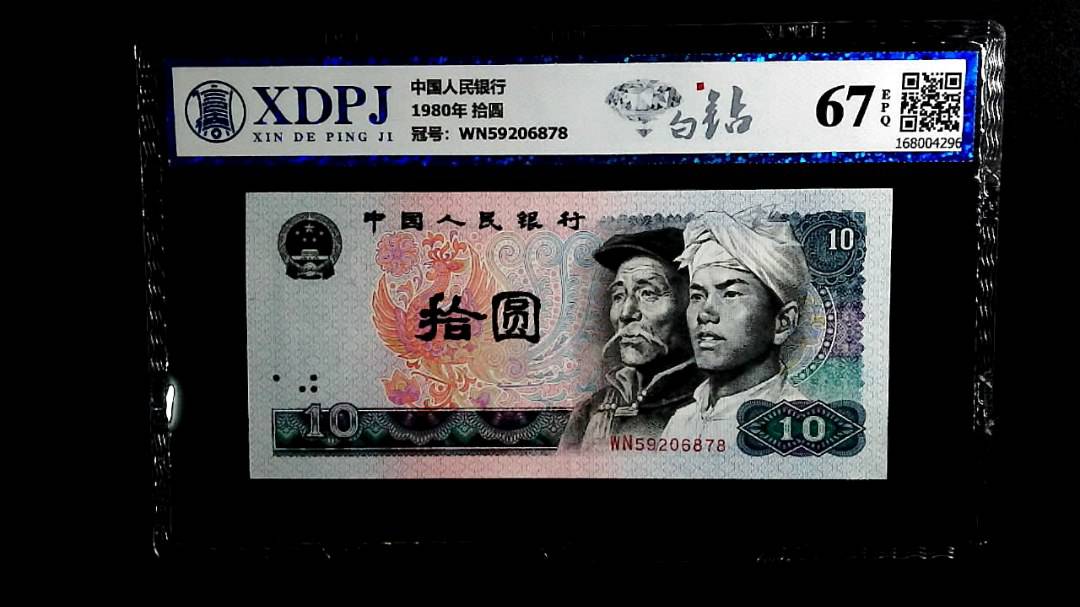 XDPJ
XIN DE PING JI
中国人民银行
1980年 拾圆
冠号: WN59206878
白钻
67
EPQ
168004296
中国人民银行
10
拾圆
10
WN59206878
10